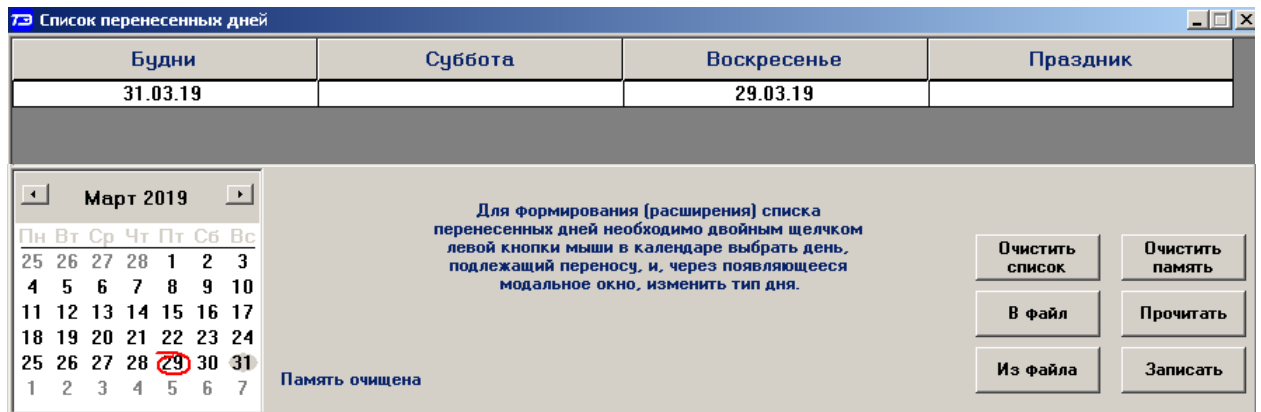 ТЭ Список перенесенных дней
Будни Суббота Воскресенье Праздник
31.03.19 29.03.19
Март 2019
Пн Вт Ср Чт Пт Сб Вс
25 26 27 28 1 2 3
4 5 6 7 8 9 10
11 12 13 14 15 16 17
18 19 20 21 22 23 24
25 26 27 28 29 30 31
1 2 3 4 5 6 7
Для формирования (расширения) списка
перенесенных дней необходимо двойным щелчком
левой кнопки мыши в календаре выбрать день,
подлежащий переносу, и, через появляющееся
модальное окно, изменить тип дня.
Память очищена
Очистить
список
Очистить
память
В файл Прочитать
Из файла Записать